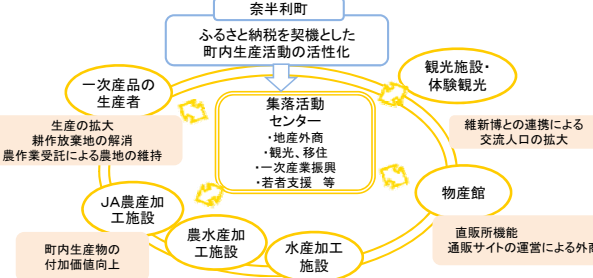 奈半利町
ふるさと納税を契機とした
町内生産活動の活性化
一次産品の
生産者
観光施設・
体験観光
集落活動
センター
・地産外商
・観光、移住
・一次産業振興
・若者支援　等
生産の拡大
耕作放棄地の解消
農作業受託による農地の維持
維新博との連携による
交流人口の拡大
JA農産加
工施設
物産館
農水産加
工施設
水産加工
施設
町内生産物の
付加価値向上
直販所機能
通販サイトの運営による外商